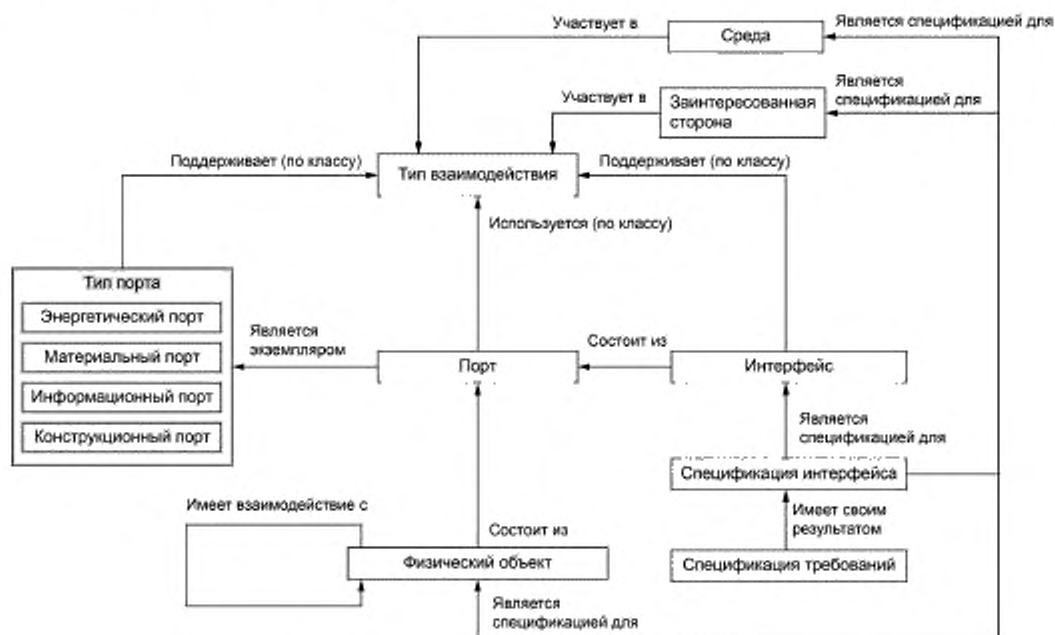 Участвует в
Среда
Является спецификацией для
Участвует в
Заинтересованная
сторона
Является
спецификацией для
Поддерживает (по классу)
Тип взаимодействия
Поддерживает (по классу)
Используется (по классу)
Тип порта
Энергетический порт
Материальный порт
Информационный порт
Конструкционный порт
Является
экземпляром
Порт
Состоит из
Интерфейс
Является
спецификацией для
Спецификация интерфейса
Имеет своим
результатом
Спецификация требований
Имеет взаимодействие с
Состоит из
Физический объект
Является
спецификацией для